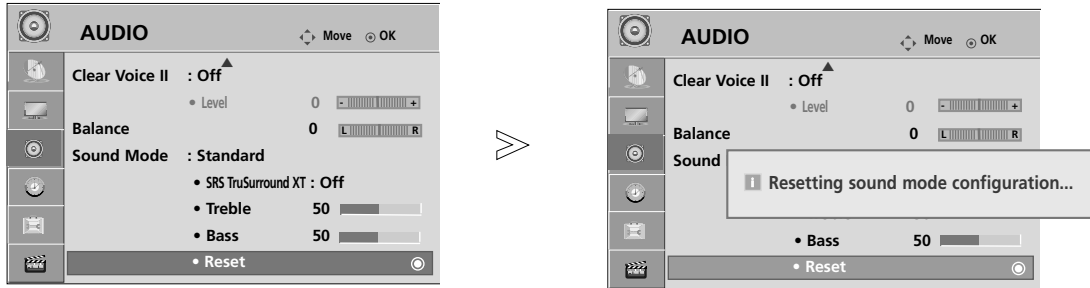 AUDIO Move OK
Clear Voice II : Off
• Level 0 - +
Balance 0 L R
Sound Mode : Standard
• SRS TruSurround XT : Off
• Treble 50
• Bass 50
• Reset
AUDIO Move OK
Clear Voice II : Off
• Level 0 - +
Balance 0 L R
Sound
Resetting sound mode configuration...
• Bass 50
• Reset